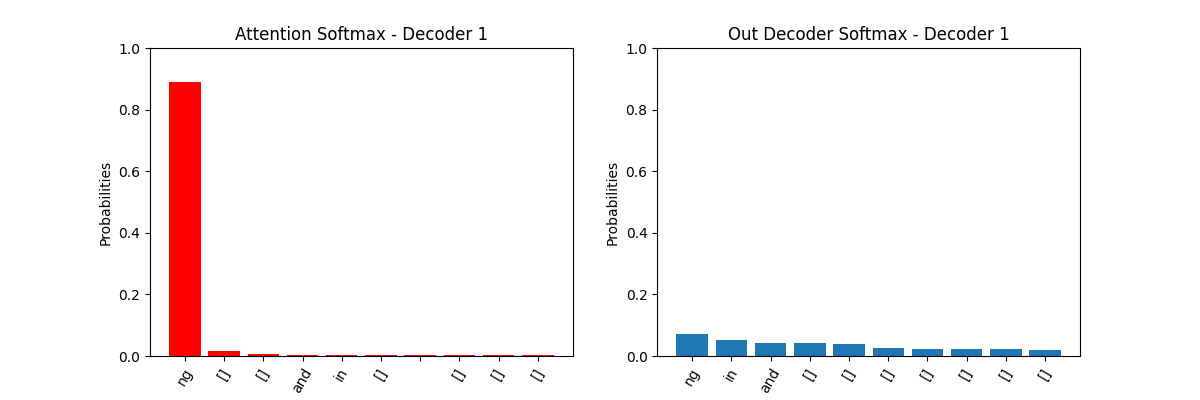 Attention Softmax - Decoder 1
Probabilities
1.0
0.8
0.6
0.4
0.2
0.0
ng
[]
[]
and
in
[]
[]
[]
[]
Out Decoder Softmax - Decoder 1
Probabilities
1.0
0.8
0.6
0.4
0.2
0.0
ng
in
and
[]
[]
[]
[]
[]
[]
[]